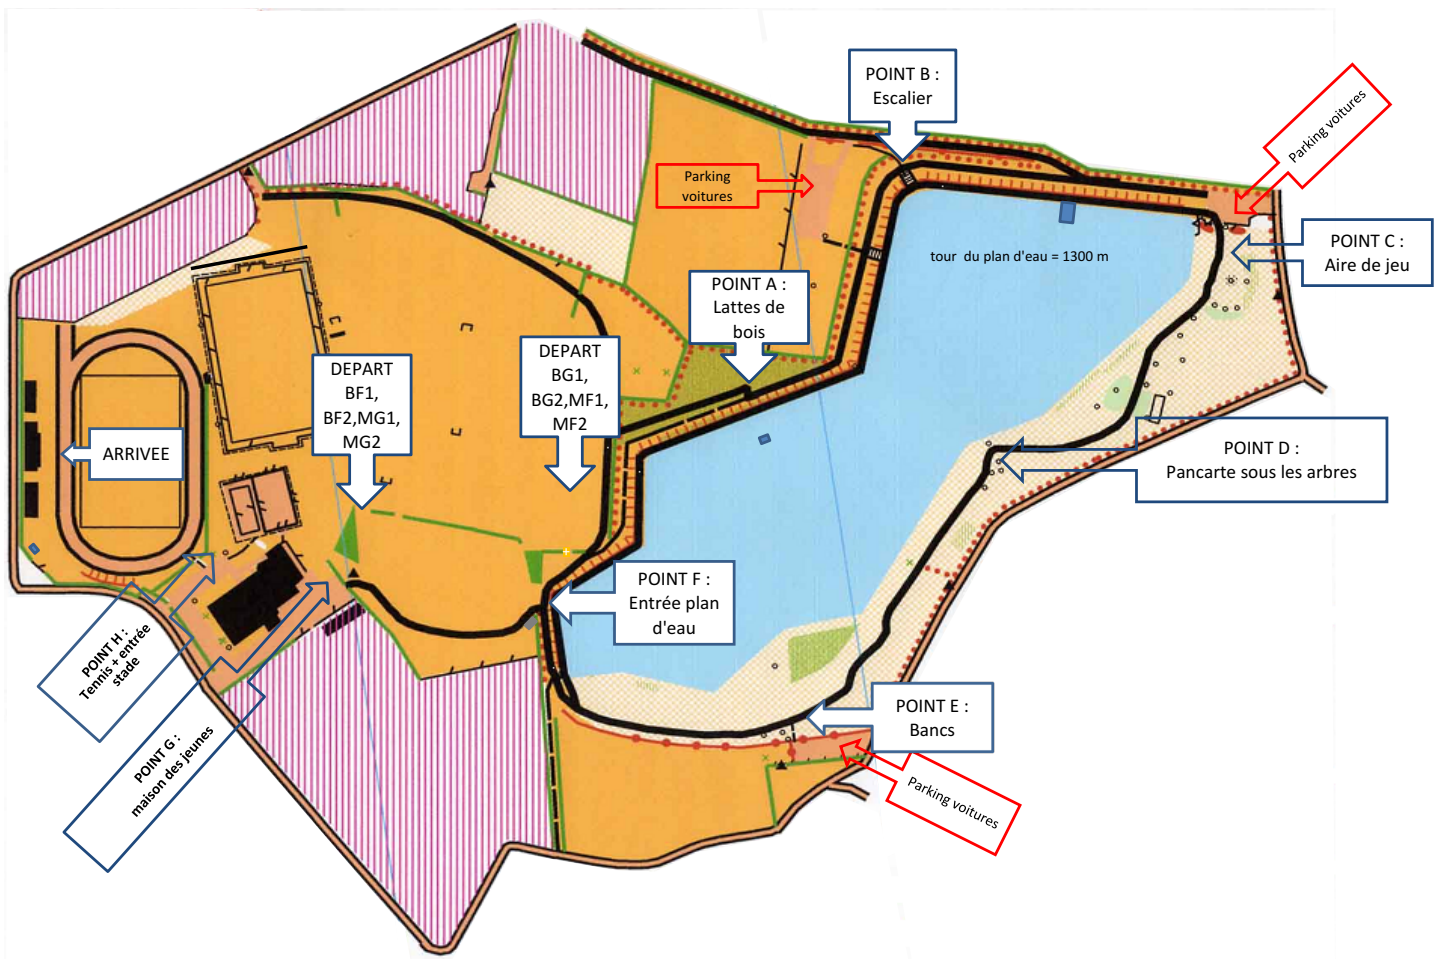 POINT B :
Escalier
Parking voitures
Parking
voitures
POINT C :
Aire de jeu
tour du plan d'eau = 1300 m
POINT A :
Lattes de
bois
DEPART
BG1,
BG2,MF1,
MF2
DEPART
BF1,
BF2,MG1,
MG2
ARRIVEE
POINT D :
Pancarte sous les arbres
POINT F :
Entrée plan
d'eau
POINT H :
Tennis + entrée
stade
POINT E :
Bancs
POINT G :
maison des jeunes
Parking voitures